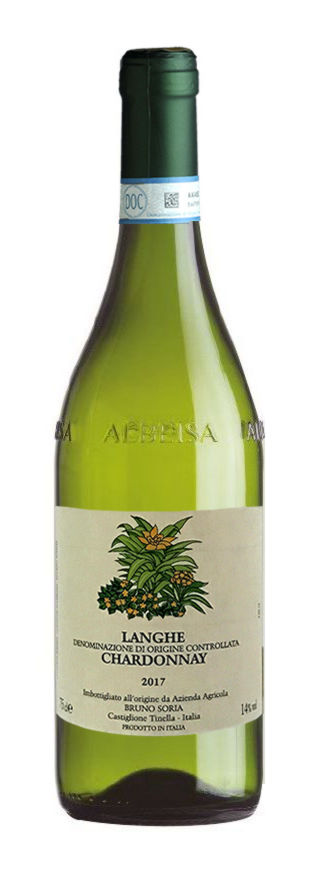 DOC
ALBEISA
LANGHE
DENOMINAZIONE DI ORIGINE CONTROLLATA
CHARDONNAY
2017
Imbottigliato all'origine da Azienda Agricola
75cle BRUNO SORIA 14%vol
Castiglione Tinella - Italia
PRODOTTO IN ITALIA